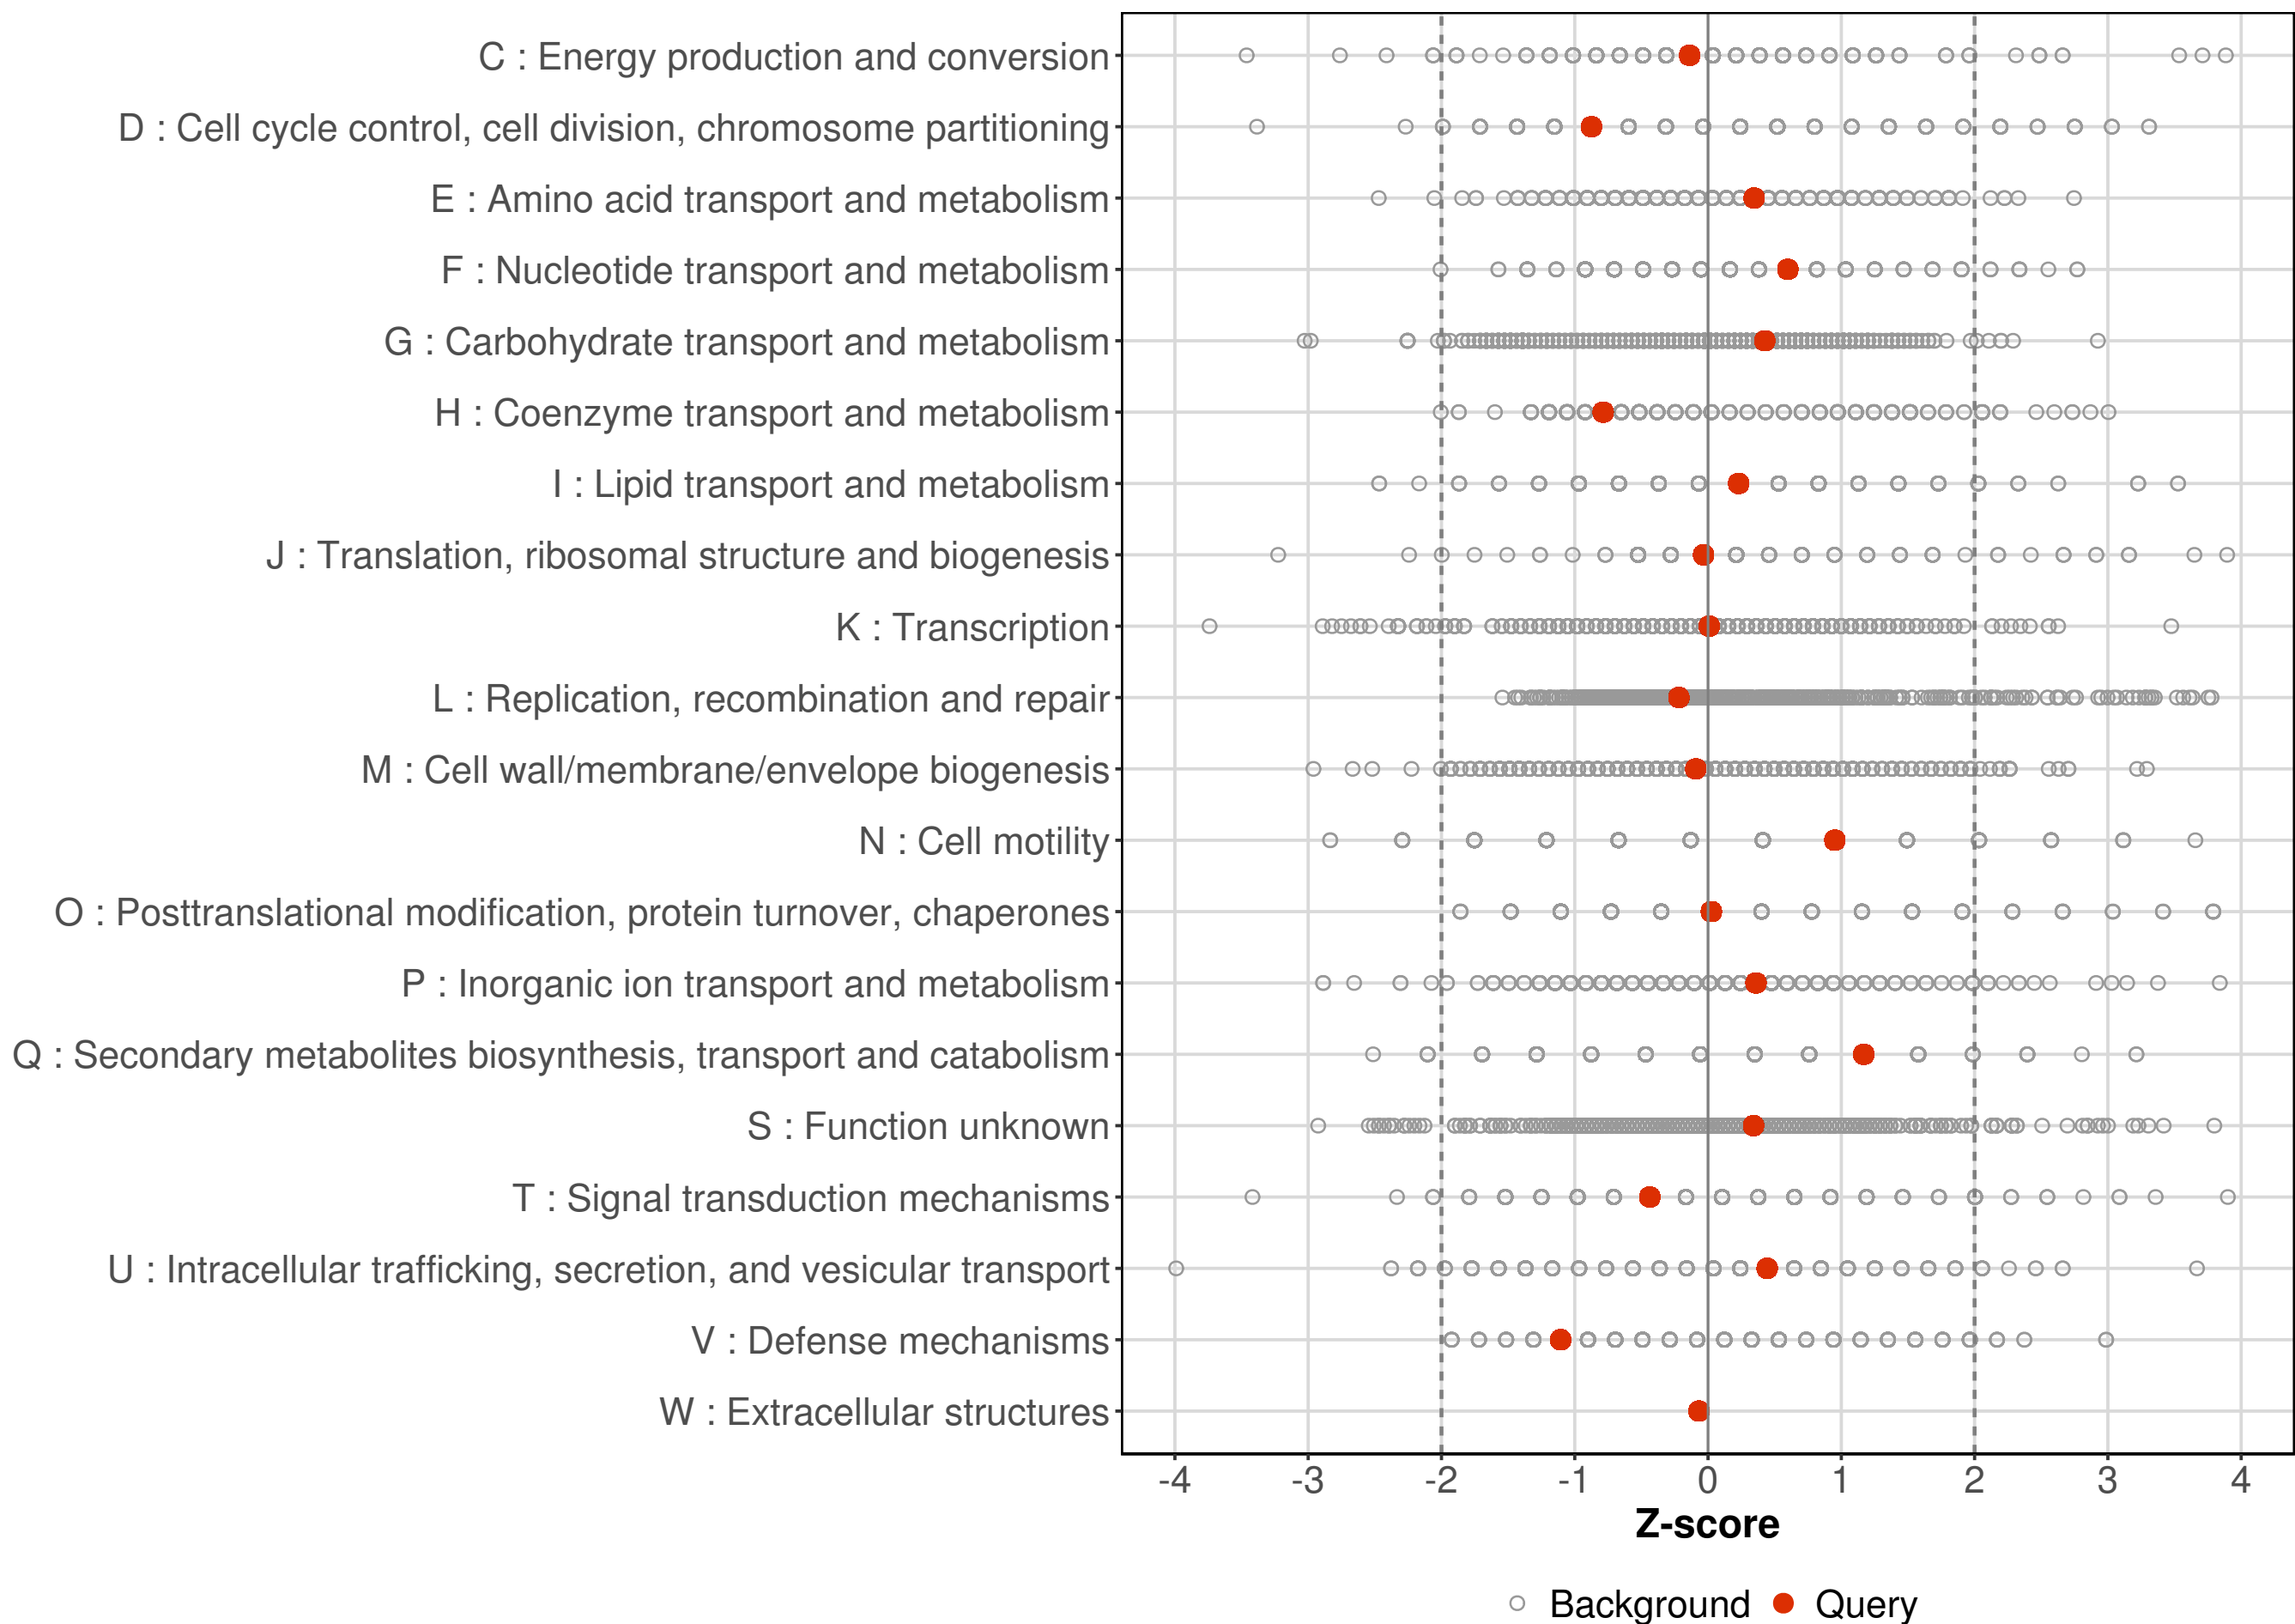 C : Energy production and conversion
D : Cell cycle control, cell division, chromosome partitioning
E : Amino acid transport and metabolism
F : Nucleotide transport and metabolism
G : Carbohydrate transport and metabolism
H : Coenzyme transport and metabolism
I : Lipid transport and metabolism
J : Translation, ribosomal structure and biogenesis
K : Transcription
L : Replication, recombination and repair
M : Cell wall/membrane/envelope biogenesis
N : Cell motility
O : Posttranslational modification, protein turnover, chaperones
P : Inorganic ion transport and metabolism
Q : Secondary metabolites biosynthesis, transport and catabolism
S : Function unknown
T : Signal transduction mechanisms
U : Intracellular trafficking, secretion, and vesicular transport
V : Defense mechanisms
W : Extracellular structures
-4 -3 -2 -1 0 1 2 3 4
Z-score
Background Query